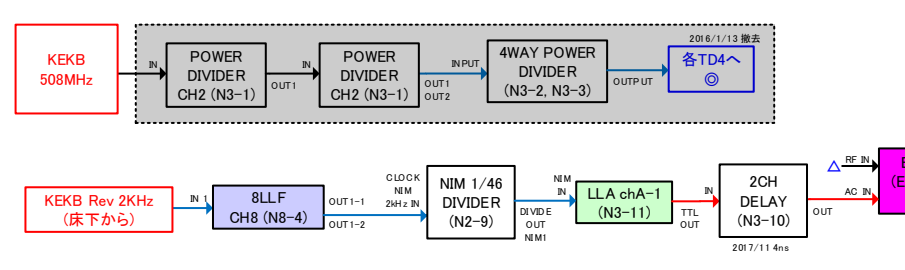 2016/1/13 撤去
KEKB
508MHz
IN
POWER
DIVIDER
CH2 (N3-1)
OUT1
IN
POWER
DIVIDER
CH2 (N3-1)
INPUT
OUT1
OUT2
4WAY POWER
DIVIDER
(N3-2, N3-3)
OUTPUT
各TD4へ
◎
KEKB Rev 2KHz
(床下から)
IN 1
8LLF
CH8 (N8-4)
OUT1-1
OUT1-2
CLOCK
NIM
2kHz IN
NIM 1/46
DIVIDER
(N2-9)
DIVIDE
OUT
NIM1
NIM
IN
LLA chA-1
(N3-11)
TTL
OUT
IN
2CH
DELAY
(N3-10)
2017/11 4ns
OUT
△
RF IN
AC IN
(E